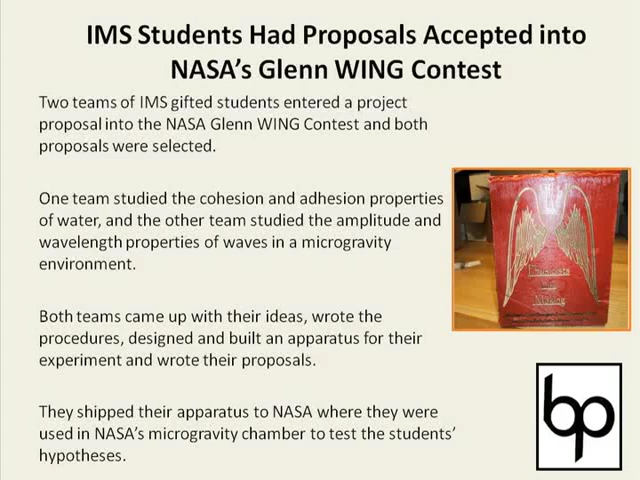 IMS Students Had Proposals Accepted into
NASA's Glenn WING Contest
Two teams of IMS gifted students entered a project
proposal into the NASA Glenn WING Contest and both
proposals were selected.
One team studied the cohesion and adhesion properties
of water, and the other team studied the amplitude and
wavelength properties of waves in a microgravity
environment.
Both teams came up with their ideas, wrote the
procedures, designed and built an apparatus for their
experiment and wrote their proposals.
They shipped their apparatus to NASA where they were
used in NASA's microgravity chamber to test the students'
hypotheses.
Making
bp